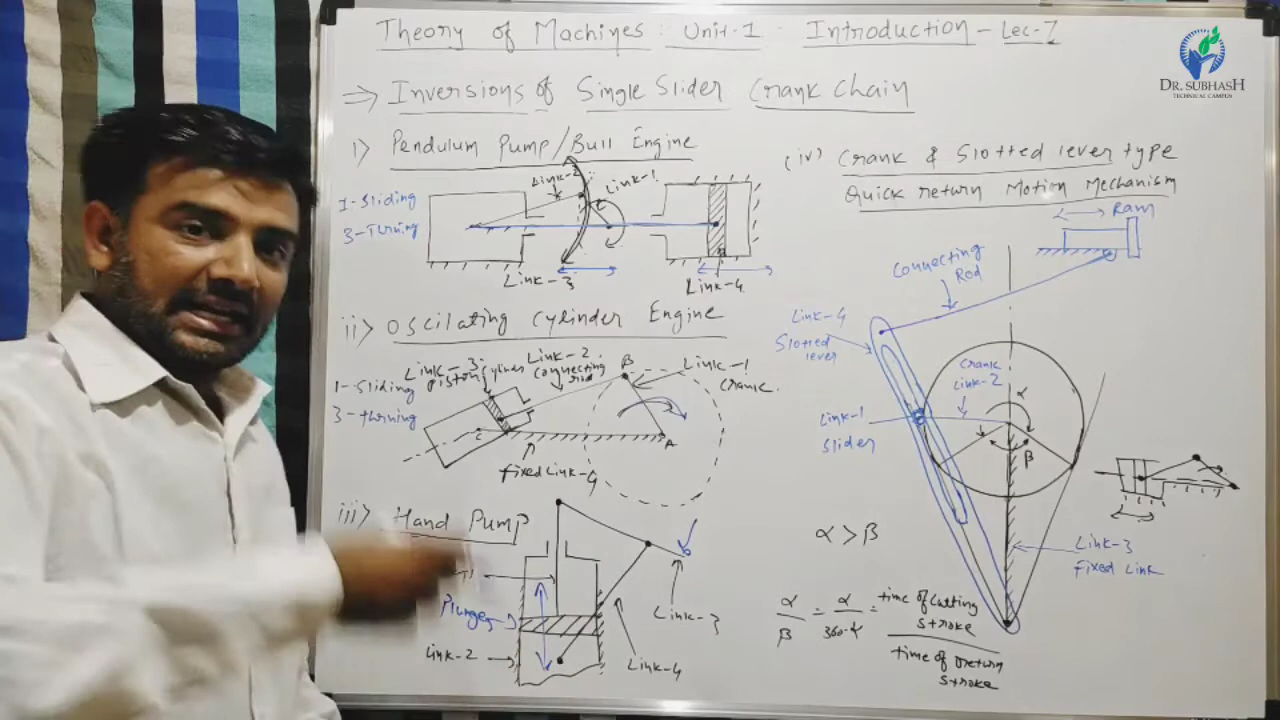 Theory of Machines: Unit-1 Introduction - Lec-7
DR. SUBHASH
TECHNICAL CAMPUS
⇒ Inversions of Single Slider Crank Chain
i) Pendulum Pump/Bull Engine
1-Sliding
3-Turning
Link-2
Link-1
Link-3
Link-4
ii) Oscilating Cylinder Engine
1-Sliding
3-turning
Link-3
piston
Link-2
connecting
rod
B
Link-1
crank
C
A
Fixed Link-4
iii) Hand Pump
Plunger
Link-2
Link-3
Link-4
(iv) Crank & Slotted lever type
Quick return Motion Mechanism
Ram
Connecting
Rod
Link-4
Slotted
lever
Crank
Link-2
α
β
Link-1
Slider
Link-3
Fixed Link
α > β
α/β = α/360-α = time of cutting stroke
time of return
stroke